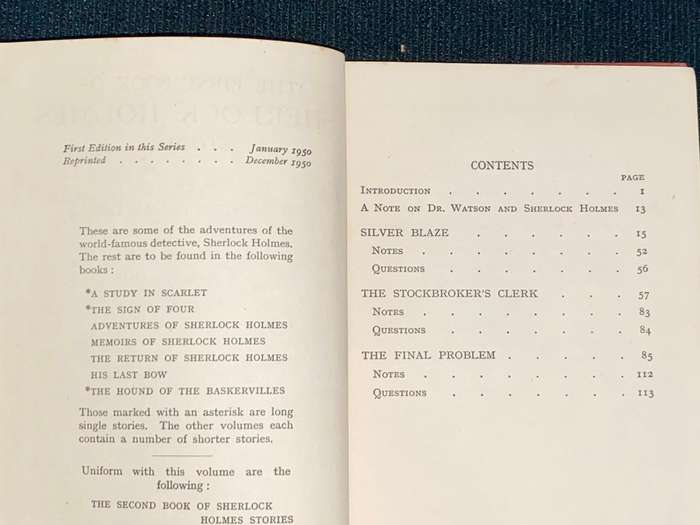 First Edition in this Series . . . January 1950
Reprinted . . . . . . . . December 1950
These are some of the adventures of the
world-famous detective, Sherlock Holmes.
The rest are to be found in the following
books :
*A STUDY IN SCARLET
*THE SIGN OF FOUR
ADVENTURES OF SHERLOCK HOLMES
MEMOIRS OF SHERLOCK HOLMES
THE RETURN OF SHERLOCK HOLMES
HIS LAST BOW
*THE HOUND OF THE BASKERVILLES
Those marked with an asterisk are long
single stories. The other volumes each
contain a number of shorter stories.
Uniform with this volume are the
following :
THE SECOND BOOK OF SHERLOCK
HOLMES STORIES
CONTENTS
PAGE
INTRODUCTION . . . . . . . 1
A NOTE ON DR. WATSON AND SHERLOCK HOLMES 13
SILVER BLAZE . . . . . . 15
NOTES . . . . . . . . 52
QUESTIONS . . . . . . . 56
THE STOCKBROKER'S CLERK . . . 57
NOTES . . . . . . . . 83
QUESTIONS . . . . . . . 84
THE FINAL PROBLEM . . . . . 85
NOTES . . . . . . . . 112
QUESTIONS . . . . . . . 113